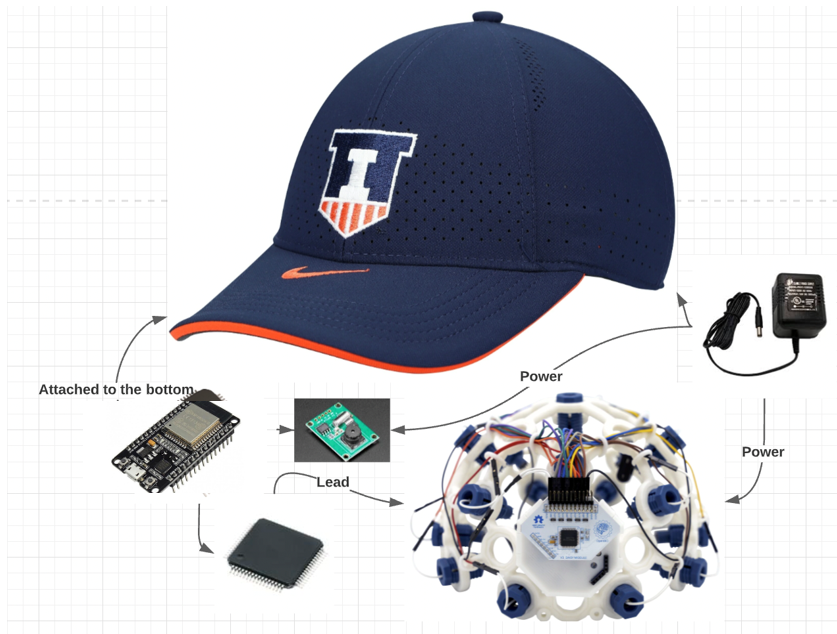 Attached to the bottom
Power
Power
Lead